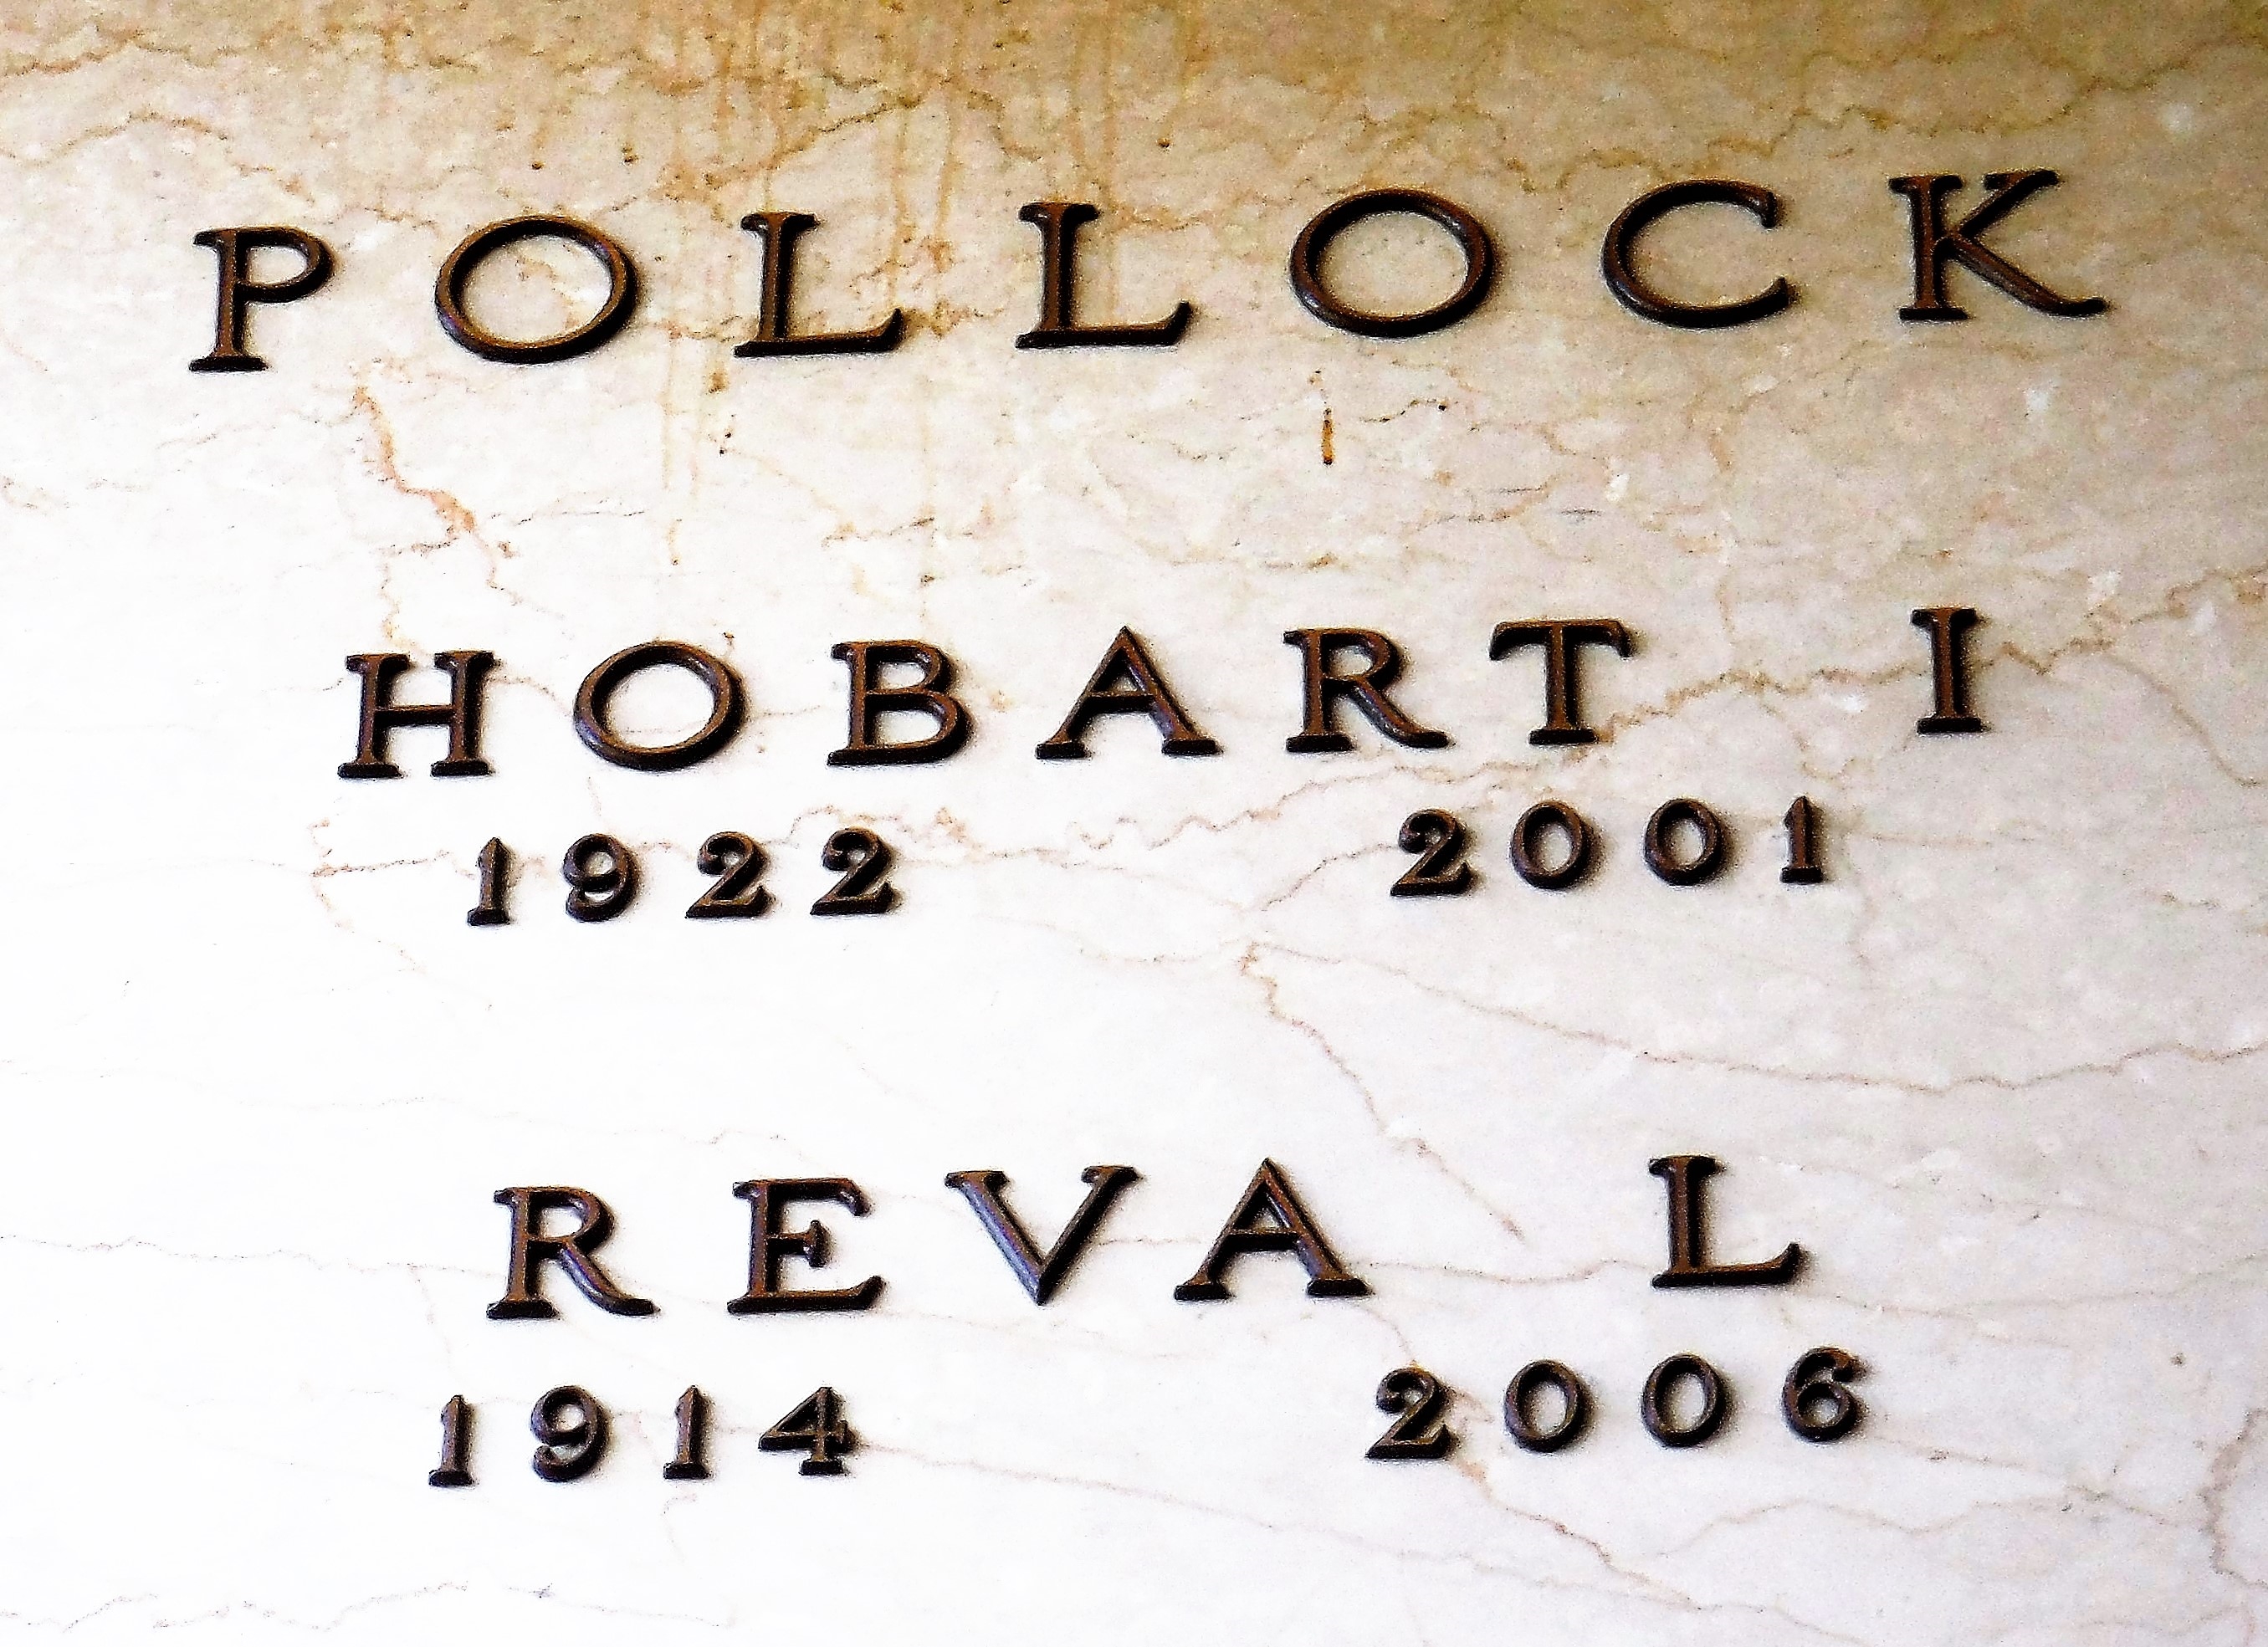 POLLOCK
HOBART I
1922 2001
REVA L
1914 2006